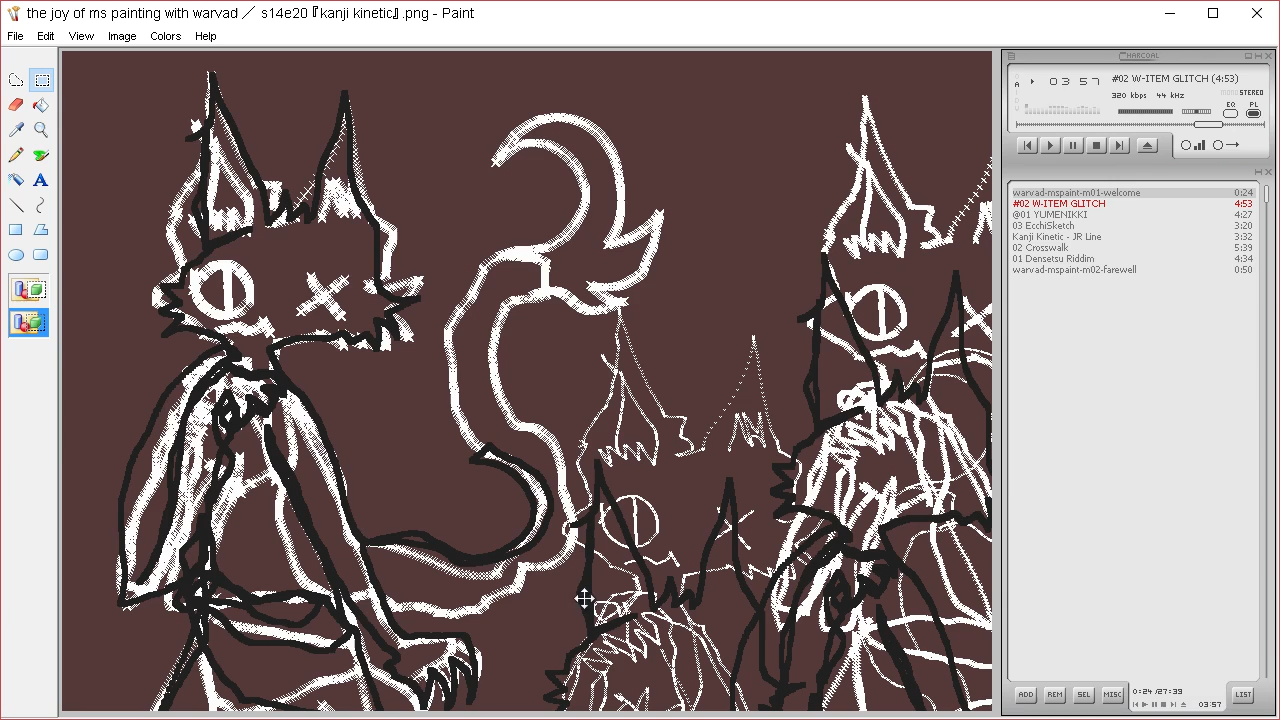 the joy of ms painting with warvad ／ s14e20『kanji kinetic』.png - Paint
File Edit View Image Colors Help
CHARCOAL
03 57
#02 W-ITEM GLITCH (4:53)
320 kbps 44 kHz
STEREO
EQ PL
warvad-mspaint-m01-welcome 0:24
#02 W-ITEM GLITCH 4:53
@01 YUMENIKKI 4:27
03 EcchiSketch 3:20
Kanji Kinetic - JR Line 3:32
02 Crosswalk 5:39
01 Densetsu Riddim 4:34
warvad-mspaint-m02-farewell 0:50
ADD REM SEL MISC 0:24 /27:39 LIST
03:57